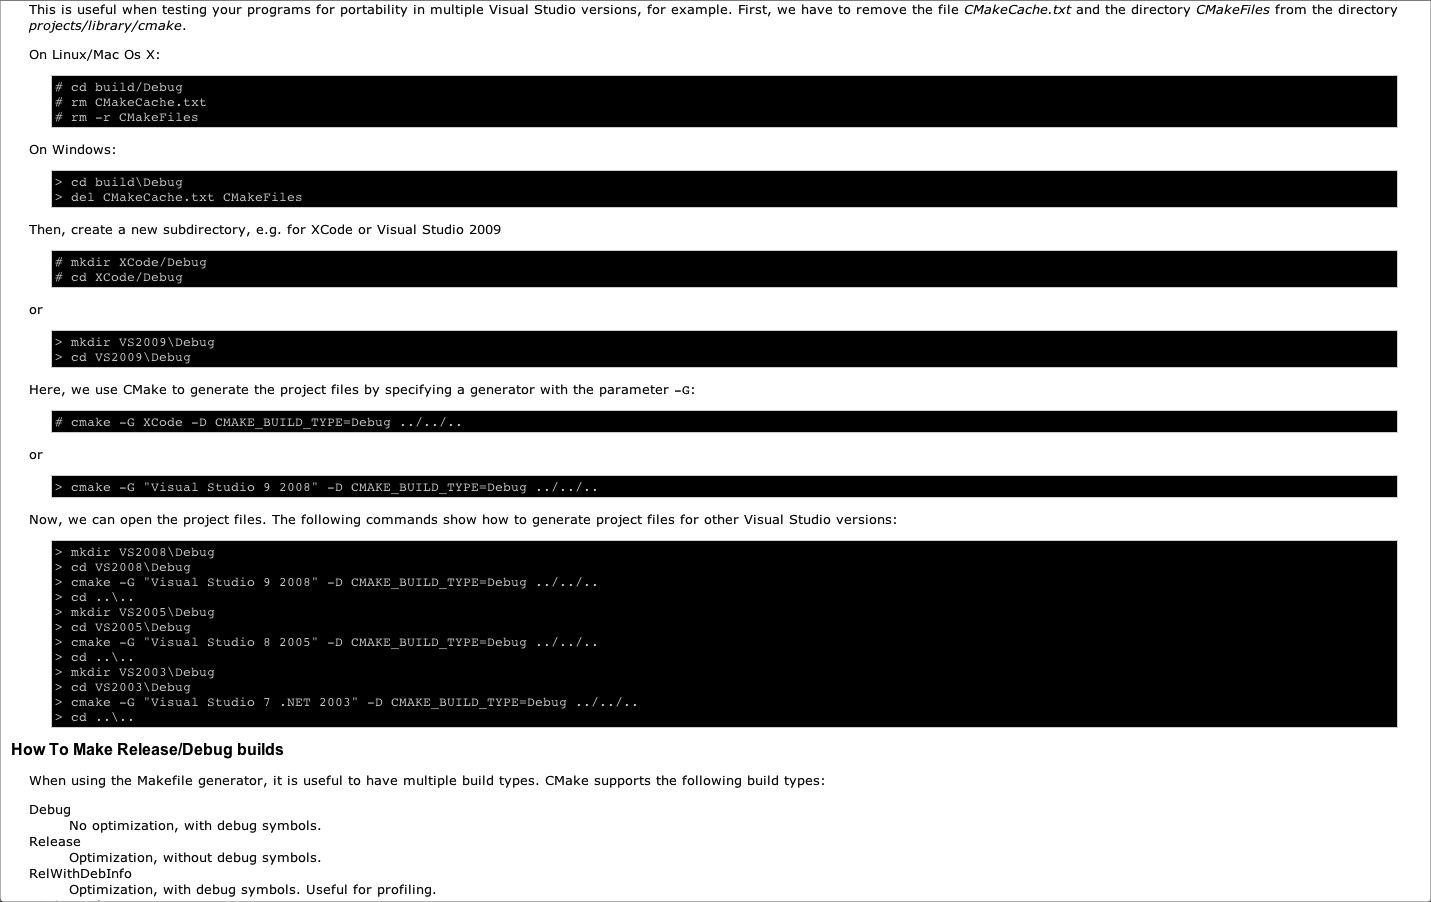 This is useful when testing your programs for portability in multiple Visual Studio versions, for example. First, we have to remove the file CMakeCache.txt and the directory CMakeFiles from the directory
projects/library/cmake.
On Linux/Mac Os X:
# cd build/Debug
# rm CMakeCache.txt
# rm -r CMakeFiles
On Windows:
> cd build\Debug
> del CMakeCache.txt CMakeFiles
Then, create a new subdirectory, e.g. for XCode or Visual Studio 2009
# mkdir XCode/Debug
# cd XCode/Debug
or
> mkdir VS2009\Debug
> cd VS2009\Debug
Here, we use CMake to generate the project files by specifying a generator with the parameter -G:
# cmake -G XCode -D CMAKE_BUILD_TYPE=Debug ../../..
or
> cmake -G "Visual Studio 9 2008" -D CMAKE_BUILD_TYPE=Debug ../../..
Now, we can open the project files. The following commands show how to generate project files for other Visual Studio versions:
> mkdir VS2008\Debug
> cd VS2008\Debug
> cmake -G "Visual Studio 9 2008" -D CMAKE_BUILD_TYPE=Debug ../../..
> cd ..\..
> mkdir VS2005\Debug
> cd VS2005\Debug
> cmake -G "Visual Studio 8 2005" -D CMAKE_BUILD_TYPE=Debug ../../..
> cd ..\..
> mkdir VS2003\Debug
> cd VS2003\Debug
> cmake -G "Visual Studio 7 .NET 2003" -D CMAKE_BUILD_TYPE=Debug ../../..
> cd ..\..
How To Make Release/Debug builds
When using the Makefile generator, it is useful to have multiple build types. CMake supports the following build types:
Debug
No optimization, with debug symbols.
Release
Optimization, without debug symbols.
RelWithDebInfo
Optimization, with debug symbols. Useful for profiling.